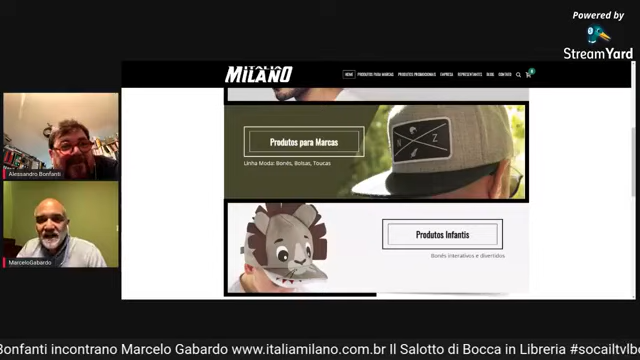 Powered by
StreamYard
ITALIA
MILANO
HOME PRODUTOS PARA MARCAS PRODUTOS PROMOCIONAIS EMPRESA REPRESENTANTES BLOG CONTATO
Produtos para Marcas
Linha Moda: Bonés, Bolsas, Toucas
N Z
Produtos Infantis
Bonés Interativos e divertidos
Alessandro Bonfanti
MarceloGabardo
Bonfanti incontrano Marcelo Gabardo www.italiamilano.com.br Il Salotto di Bocca in Libreria #socailtvlbo